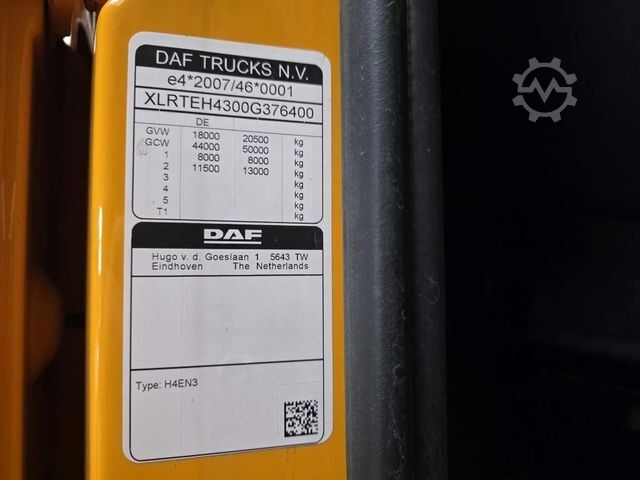 DAF TRUCKS N.V.
e4*2007/46*0001
XLRTEH4300G376400
DE
GVW 18000 20500 kg
GCW 44000 50000 kg
1 8000 8000 kg
2 11500 13000 kg
3 kg
4 kg
5 kg
T1 kg
DAF
Hugo v. d. Goeslaan 1 5643 TW
Eindhoven The Netherlands
Type: H4EN3